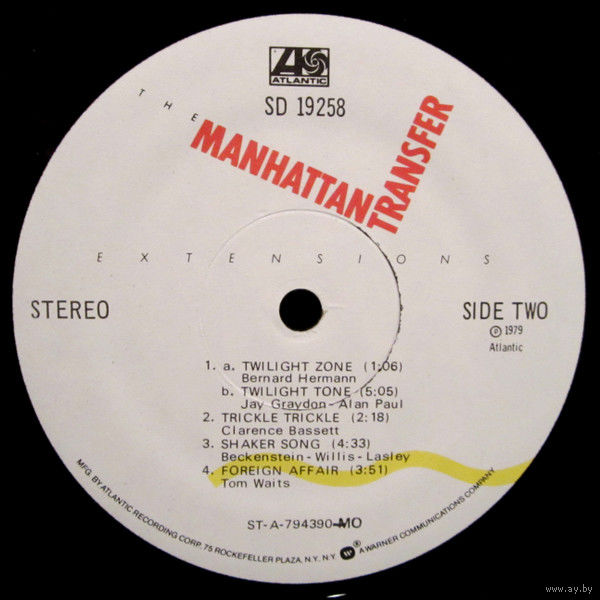 ATLANTIC
SD 19258
THE
MANHATTAN
TRANSFER
EXTENSIONS
STEREO
SIDE TWO
℗ 1979
Atlantic
1. a. TWILIGHT ZONE (1:06)
Bernard Hermann
b. TWILIGHT TONE (5:05)
Jay Graydon - Alan Paul
2. TRICKLE TRICKLE (2:18)
Clarence Bassett
3. SHAKER SONG (4:33)
Beckenstein - Willis - Lasley
4. FOREIGN AFFAIR (3:51)
Tom Waits
ST-A-794390-MO
MFG. BY ATLANTIC RECORDING CORP. 75 ROCKEFELLER PLAZA, N.Y. N.Y. ® A WARNER COMMUNICATIONS COMPANY
www.ay.by